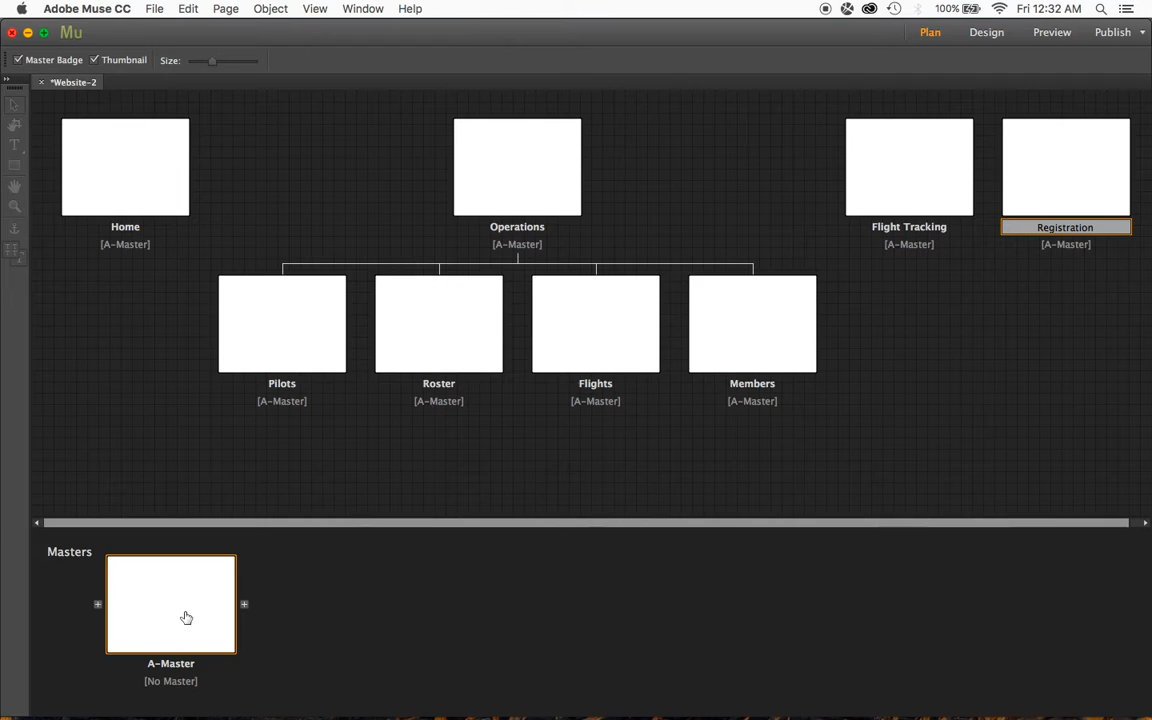 Adobe Muse CC File Edit Page Object View Window Help 100% Fri 12:32 AM
Mu Plan Design Preview Publish
Master Badge Thumbnail Size:
*Website-2
T
Home Operations Flight Tracking Registration
[A-Master] [A-Master] [A-Master] [A-Master]
Pilots Roster Flights Members
[A-Master] [A-Master] [A-Master] [A-Master]
Masters
A-Master
[No Master]